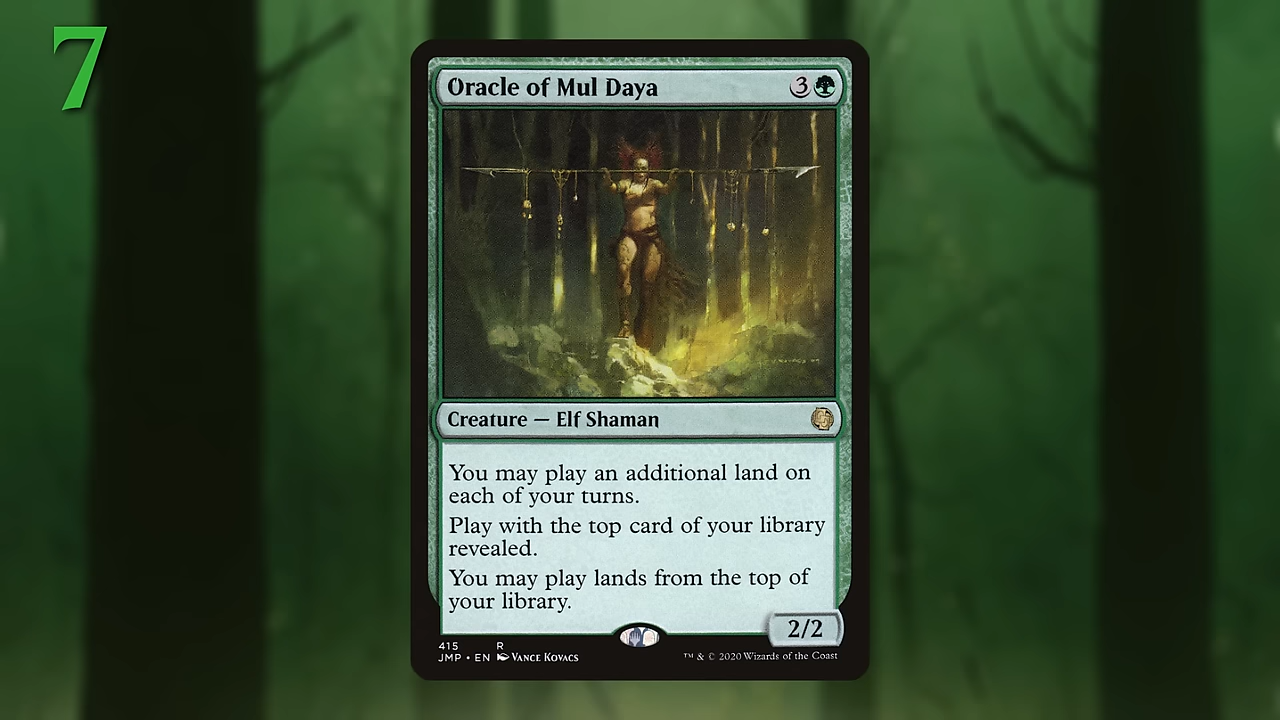 7
Oracle of Mul Daya 3
Creature — Elf Shaman
You may play an additional land on
each of your turns.
Play with the top card of your library
revealed.
You may play lands from the top of
your library.
2/2
415 R
JMP • EN Vance Kovacs ™ & © 2020 Wizards of the Coast